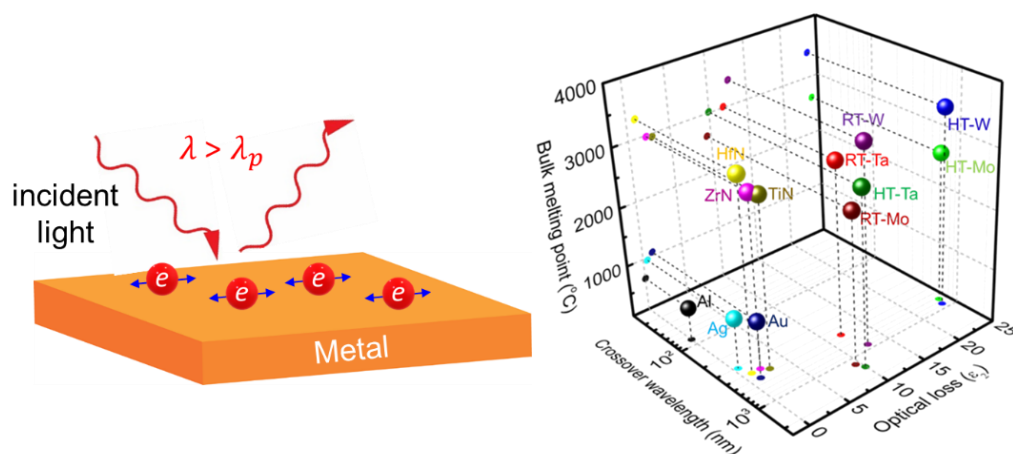 incident
light
λ > λₚ
e
e
e
e
Metal
4000
3000
2000
1000
Bulk melting point (°C)
HfN
ZrN
TiN
RT-W
RT-Ta
HT-Ta
RT-Mo
HT-W
HT-Mo
Al
Ag
Au
10²
10³
Crossover wavelength (nm)
0
5
10
15
20
25
Optical loss (ε₂)